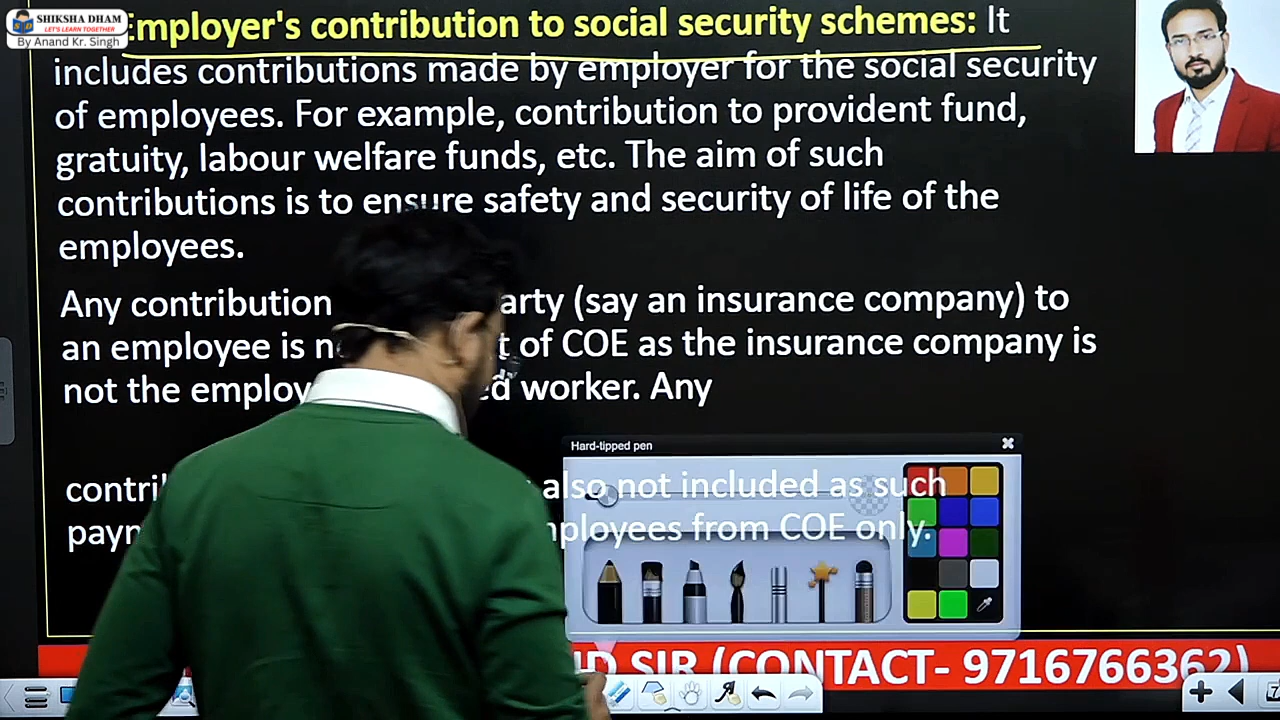 SHIKSHA DHAM
LET'S LEARN TOGETHER
By Anand Kr. Singh
Employer's contribution to social security schemes: It
includes contributions made by employer for the social security
of employees. For example, contribution to provident fund,
gratuity, labour welfare funds, etc. The aim of such
contributions is to ensure safety and security of life of the
employees.
Any contribution arty (say an insurance company) to
an employee is of COE as the insurance company is
not the worker. Any
Hard-tipped pen
also not included as such
employees from COE only.
SIR (CONTACT- 9716766362)